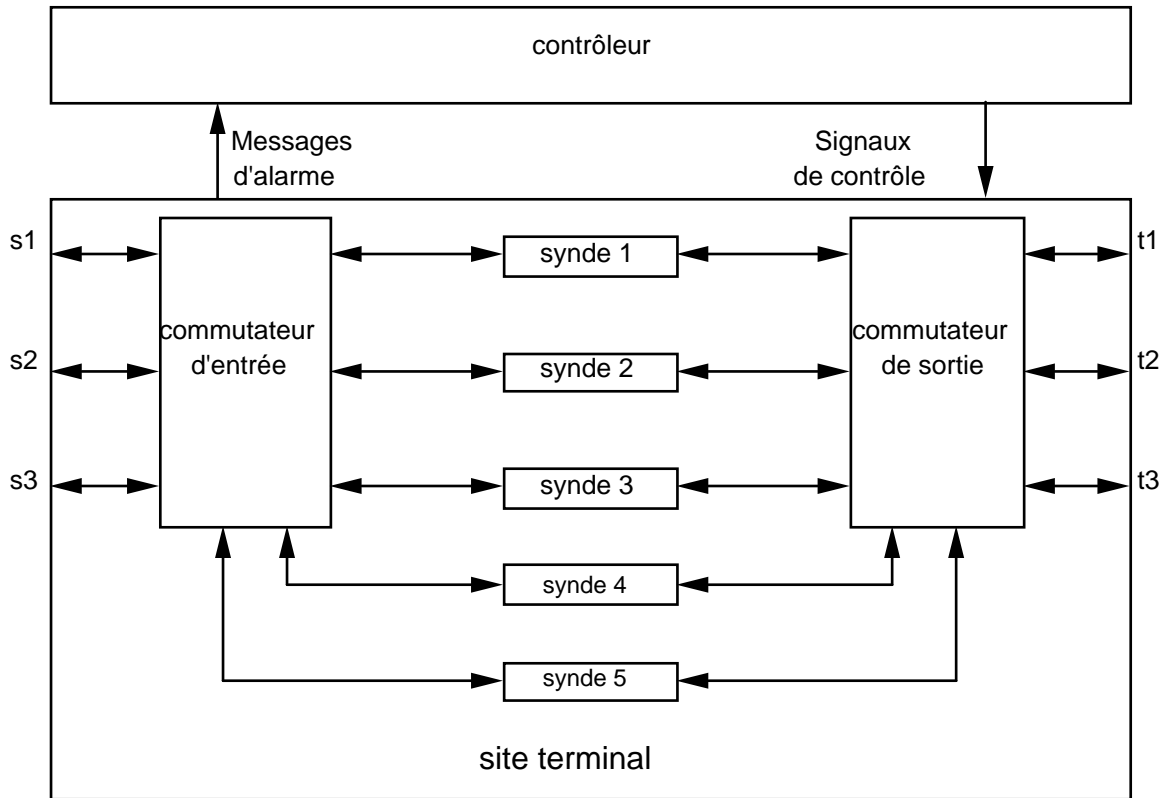 contrôleur
Messages
d'alarme
Signaux
de contrôle
s1
synde 1
t1
commutateur
d'entrée
commutateur
de sortie
s2
synde 2
t2
s3
synde 3
t3
synde 4
synde 5
site terminal